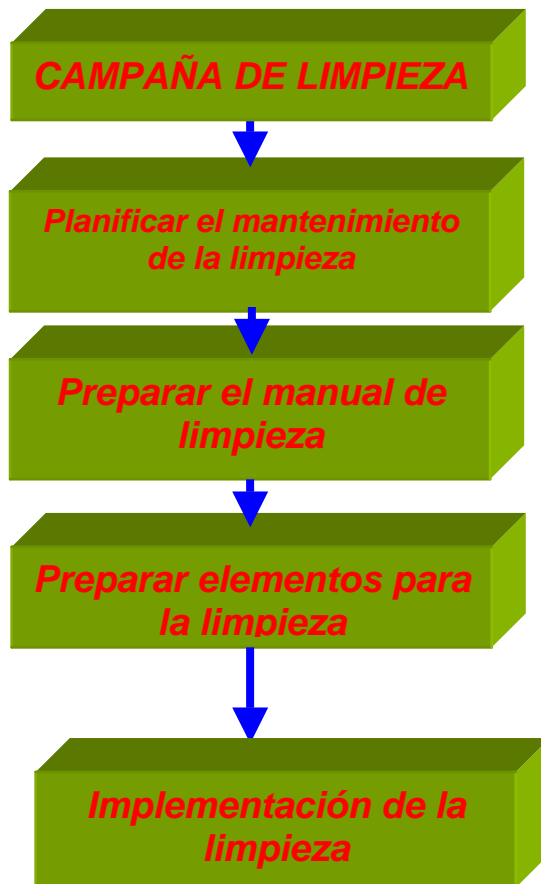 CAMPAÑA DE LIMPIEZA
Planificar el mantenimiento
de la limpieza
Preparar el manual de
limpieza
Preparar elementos para
la limpieza
Implementación de la
limpieza